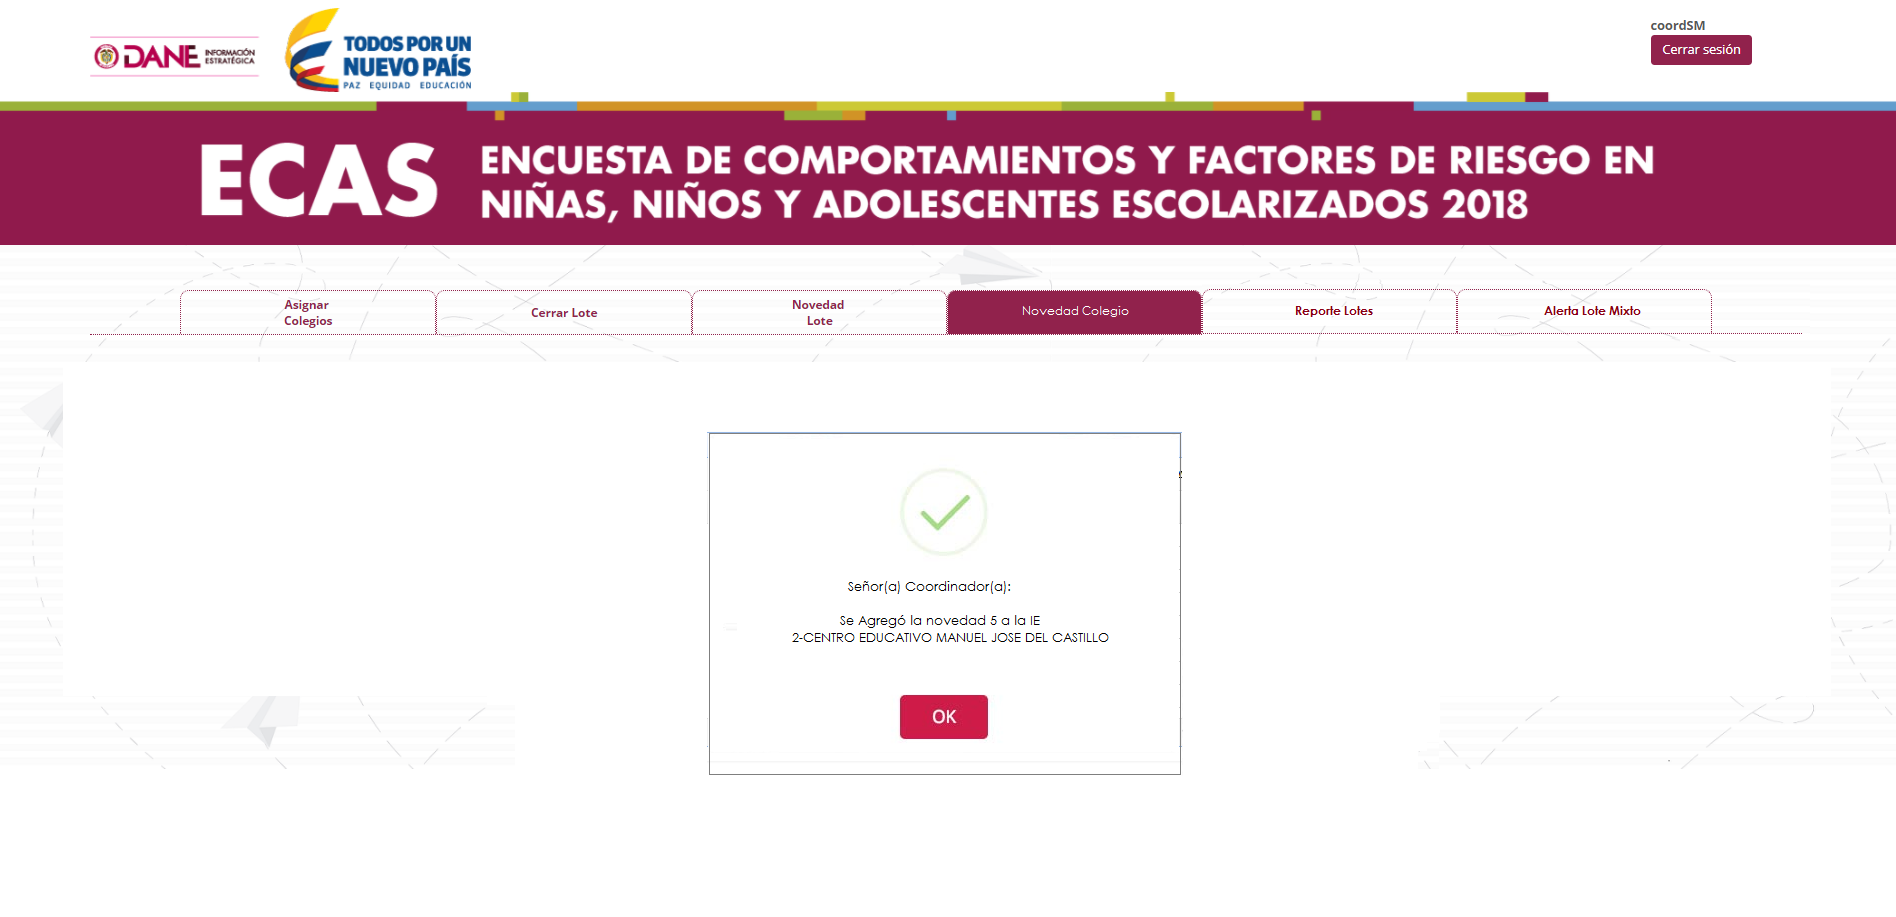 DANE INFORMACIÓN
ESTRATÉGICA
TODOS POR UN
NUEVO PAÍS
PAZ EQUIDAD EDUCACIÓN
coordSM
Cerrar sesión
ECAS
ENCUESTA DE COMPORTAMIENTOS Y FACTORES DE RIESGO EN
NIÑAS, NIÑOS Y ADOLESCENTES ESCOLARIZADOS 2018
Asignar
Colegios
Cerrar Lote
Novedad
Lote
Novedad Colegio
Reporte Lotes
Alerta Lote Mixto
Señor(a) Coordinador(a):
Se Agregó la novedad 5 a la IE
2-CENTRO EDUCATIVO MANUEL JOSE DEL CASTILLO
OK